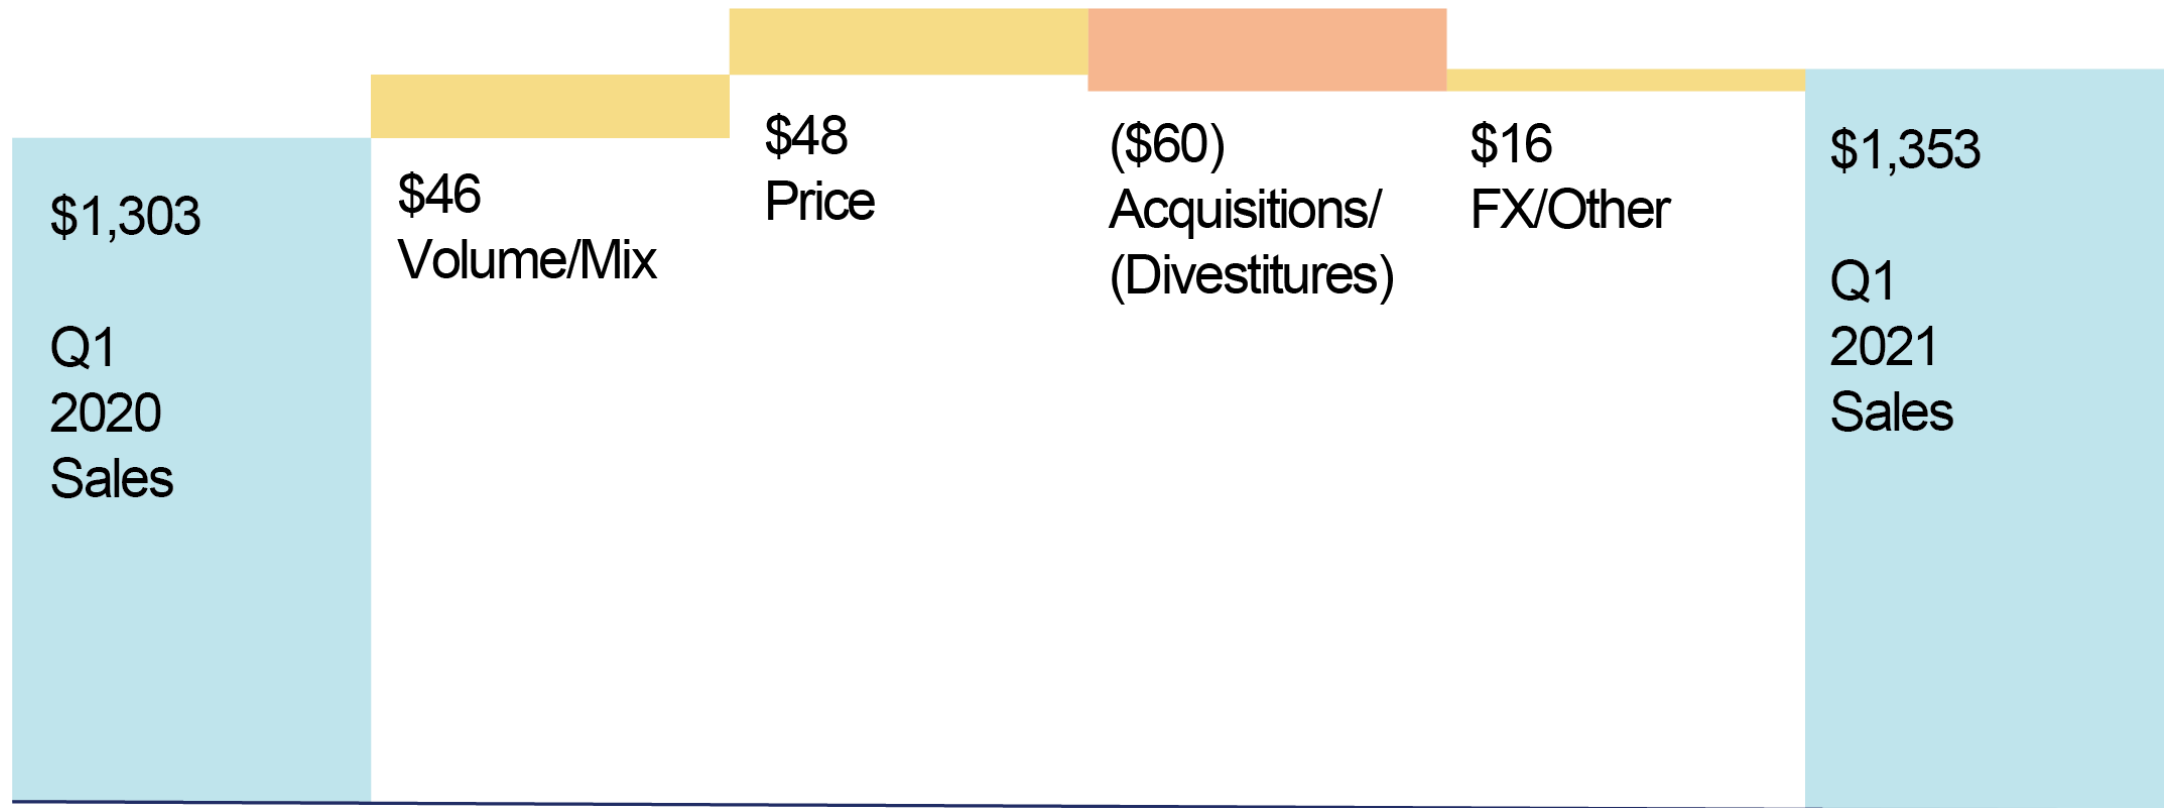 $1,303
Q1
2020
Sales
$46
Volume/Mix
$48
Price
($60)
Acquisitions/
(Divestitures)
$16
FX/Other
$1,353
Q1
2021
Sales